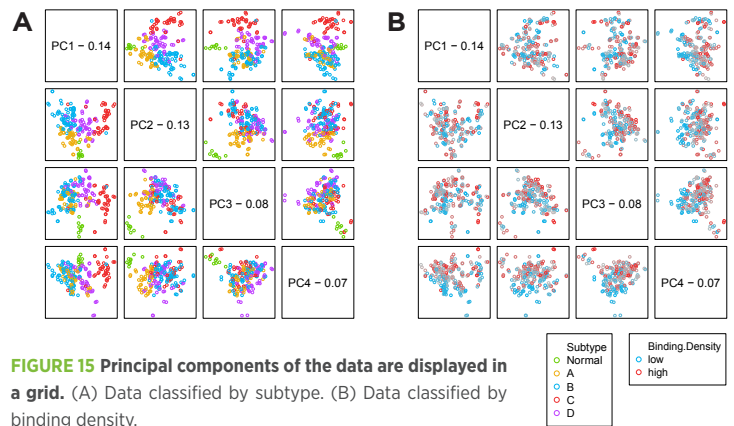 A
PC1 − 0.14
PC2 − 0.13
PC3 − 0.08
PC4 − 0.07
B
PC1 − 0.14
PC2 − 0.13
PC3 − 0.08
PC4 − 0.07
FIGURE 15 Principal components of the data are displayed in
a grid. (A) Data classified by subtype. (B) Data classified by
binding density.
Subtype
Normal
A
B
C
D
Binding.Density
low
high